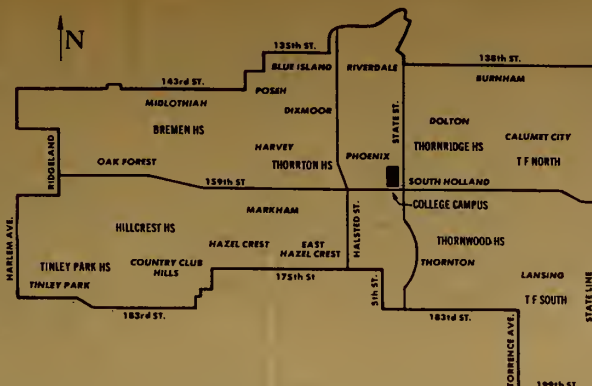 N
135th ST.
138th ST.
143rd ST.
BLUE ISLAND
RIVERDALE
BURNHAM
POSEH
MIDLOTHIAH
DIXMOOR
BREMEN HS
STATE ST.
DOLTON
CALUMET CITY
HARVEY
THORRTON HS
THORNRIDGE HS
T F NORTH
PHOENIX
OAK FOREST
RIDGELAND
159th ST.
SOUTH HOLLAND
COLLEGE CAMPUS
MARKHAM
HILLCREST HS
HALSTED ST.
HARLEM AVE.
HAZEL CREST
EAST
HAZEL CREST
THORNWOOD HS
COUNTRY CLUB
HILLS
TINLEY PARK HS
THORNTON
TINLEY PARK
175th St
5th ST.
LANSING
T F SOUTH
STATE LINE
183rd ST.
183rd ST.
TORRENCE AVE.
199th ST.